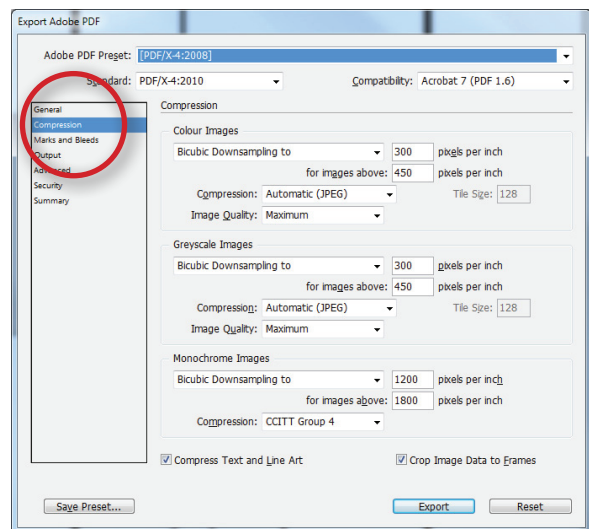 Export Adobe PDF
Adobe PDF Preset: [PDF/X-4:2008]
Standard: PDF/X-4:2010 Compatibility: Acrobat 7 (PDF 1.6)
General
Compression
Marks and Bleeds
Output
Advanced
Security
Summary
Compression
Colour Images
Bicubic Downsampling to 300 pixels per inch
for images above: 450 pixels per inch
Compression: Automatic (JPEG) Tile Size: 128
Image Quality: Maximum
Greyscale Images
Bicubic Downsampling to 300 pixels per inch
for images above: 450 pixels per inch
Compression: Automatic (JPEG) Tile Size: 128
Image Quality: Maximum
Monochrome Images
Bicubic Downsampling to 1200 pixels per inch
for images above: 1800 pixels per inch
Compression: CCITT Group 4
Compress Text and Line Art Crop Image Data to Frames
Save Preset... Export Reset